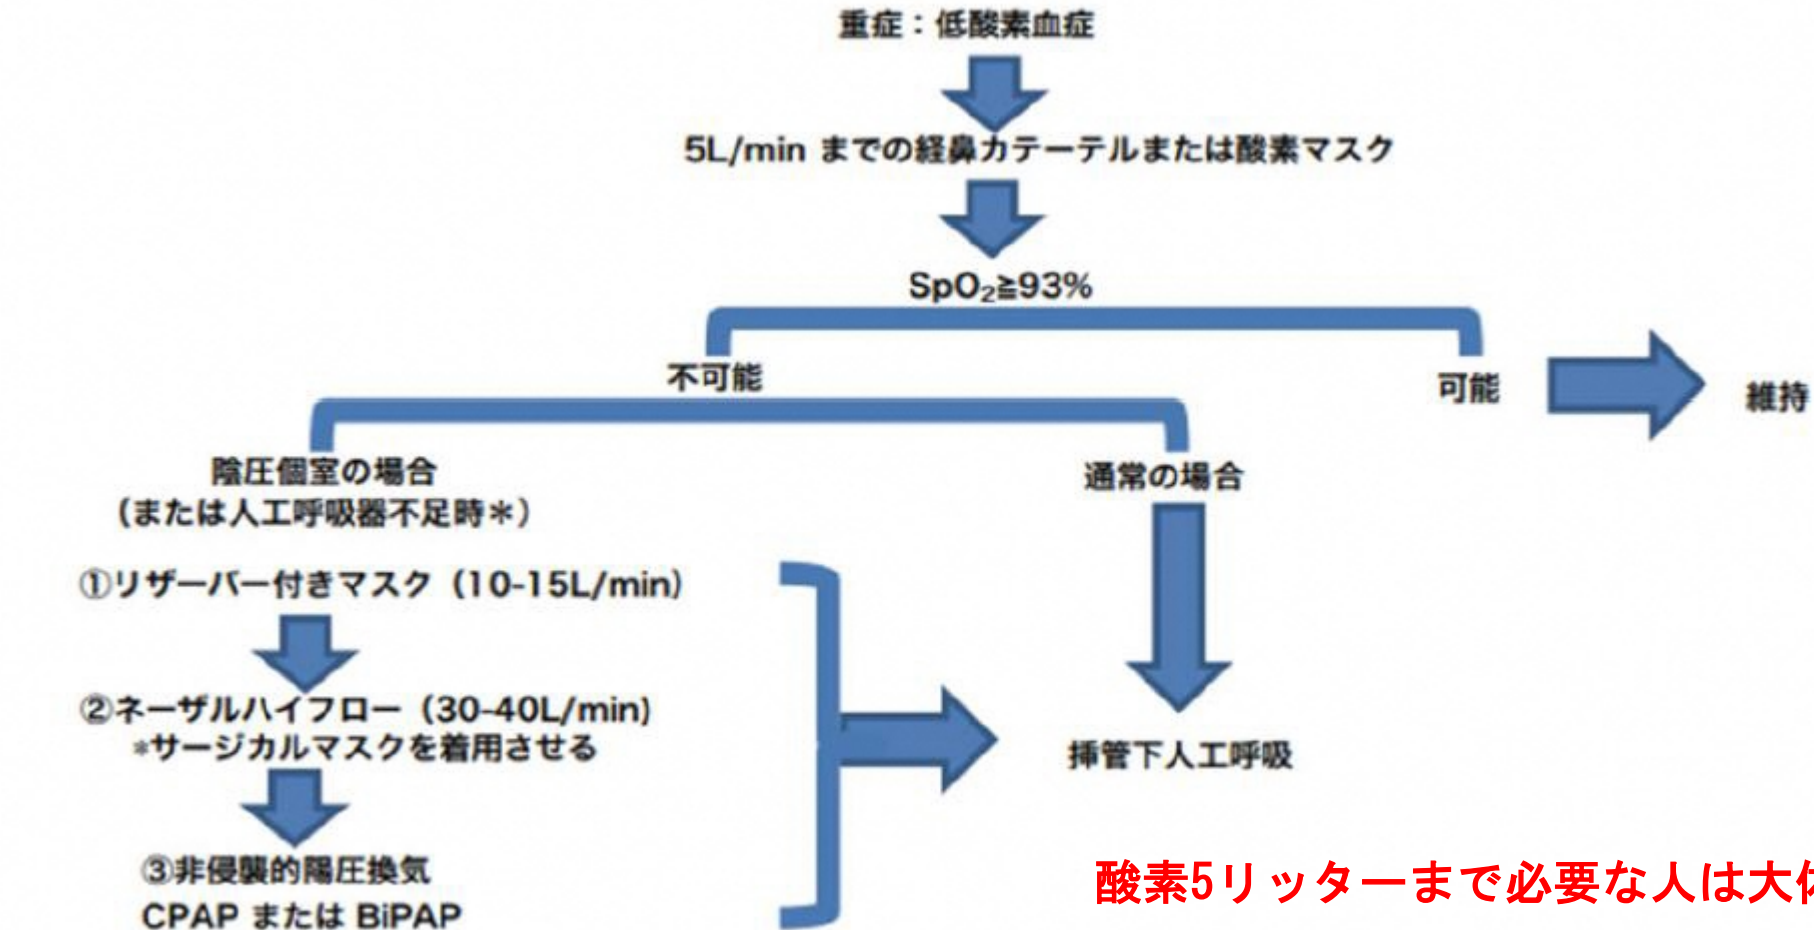 重症：低酸素血症
5L/min までの経鼻カテーテルまたは酸素マスク
SpO₂≧93%
不可能
可能
維持
陰圧個室の場合
（または人工呼吸器不足時＊）
通常の場合
①リザーバー付きマスク（10-15L/min）
②ネーザルハイフロー（30-40L/min)
*サージカルマスクを着用させる
挿管下人工呼吸
③非侵襲的陽圧換気
CPAP または BiPAP
酸素5リッターまで必要な人は大